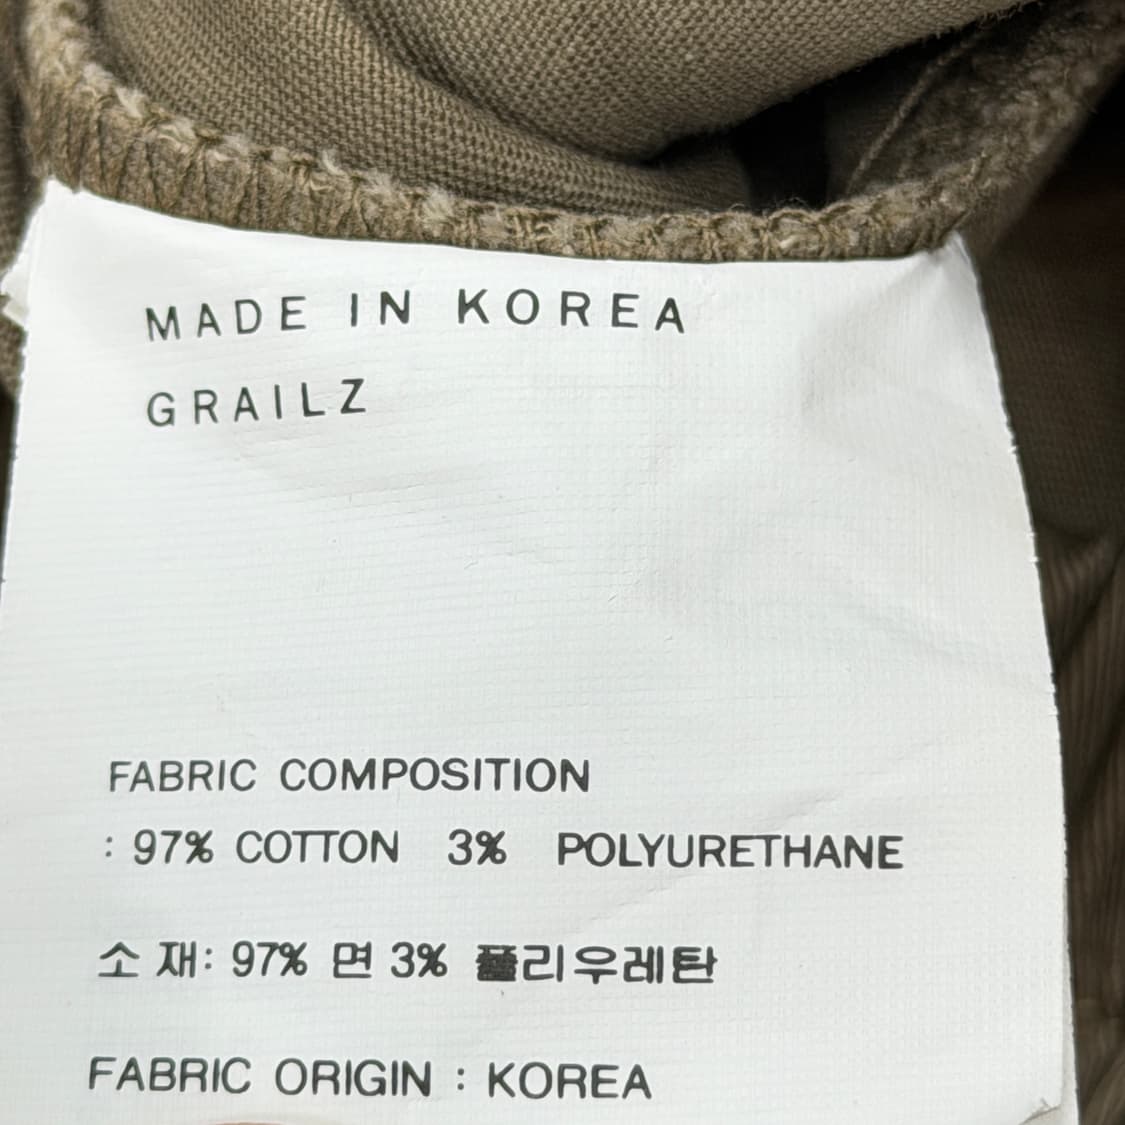 MADE IN KOREA
GRAILZ
FABRIC COMPOSITION
: 97% COTTON 3% POLYURETHANE
소 재: 97% 면 3% 폴리우레탄
FABRIC ORIGIN : KOREA